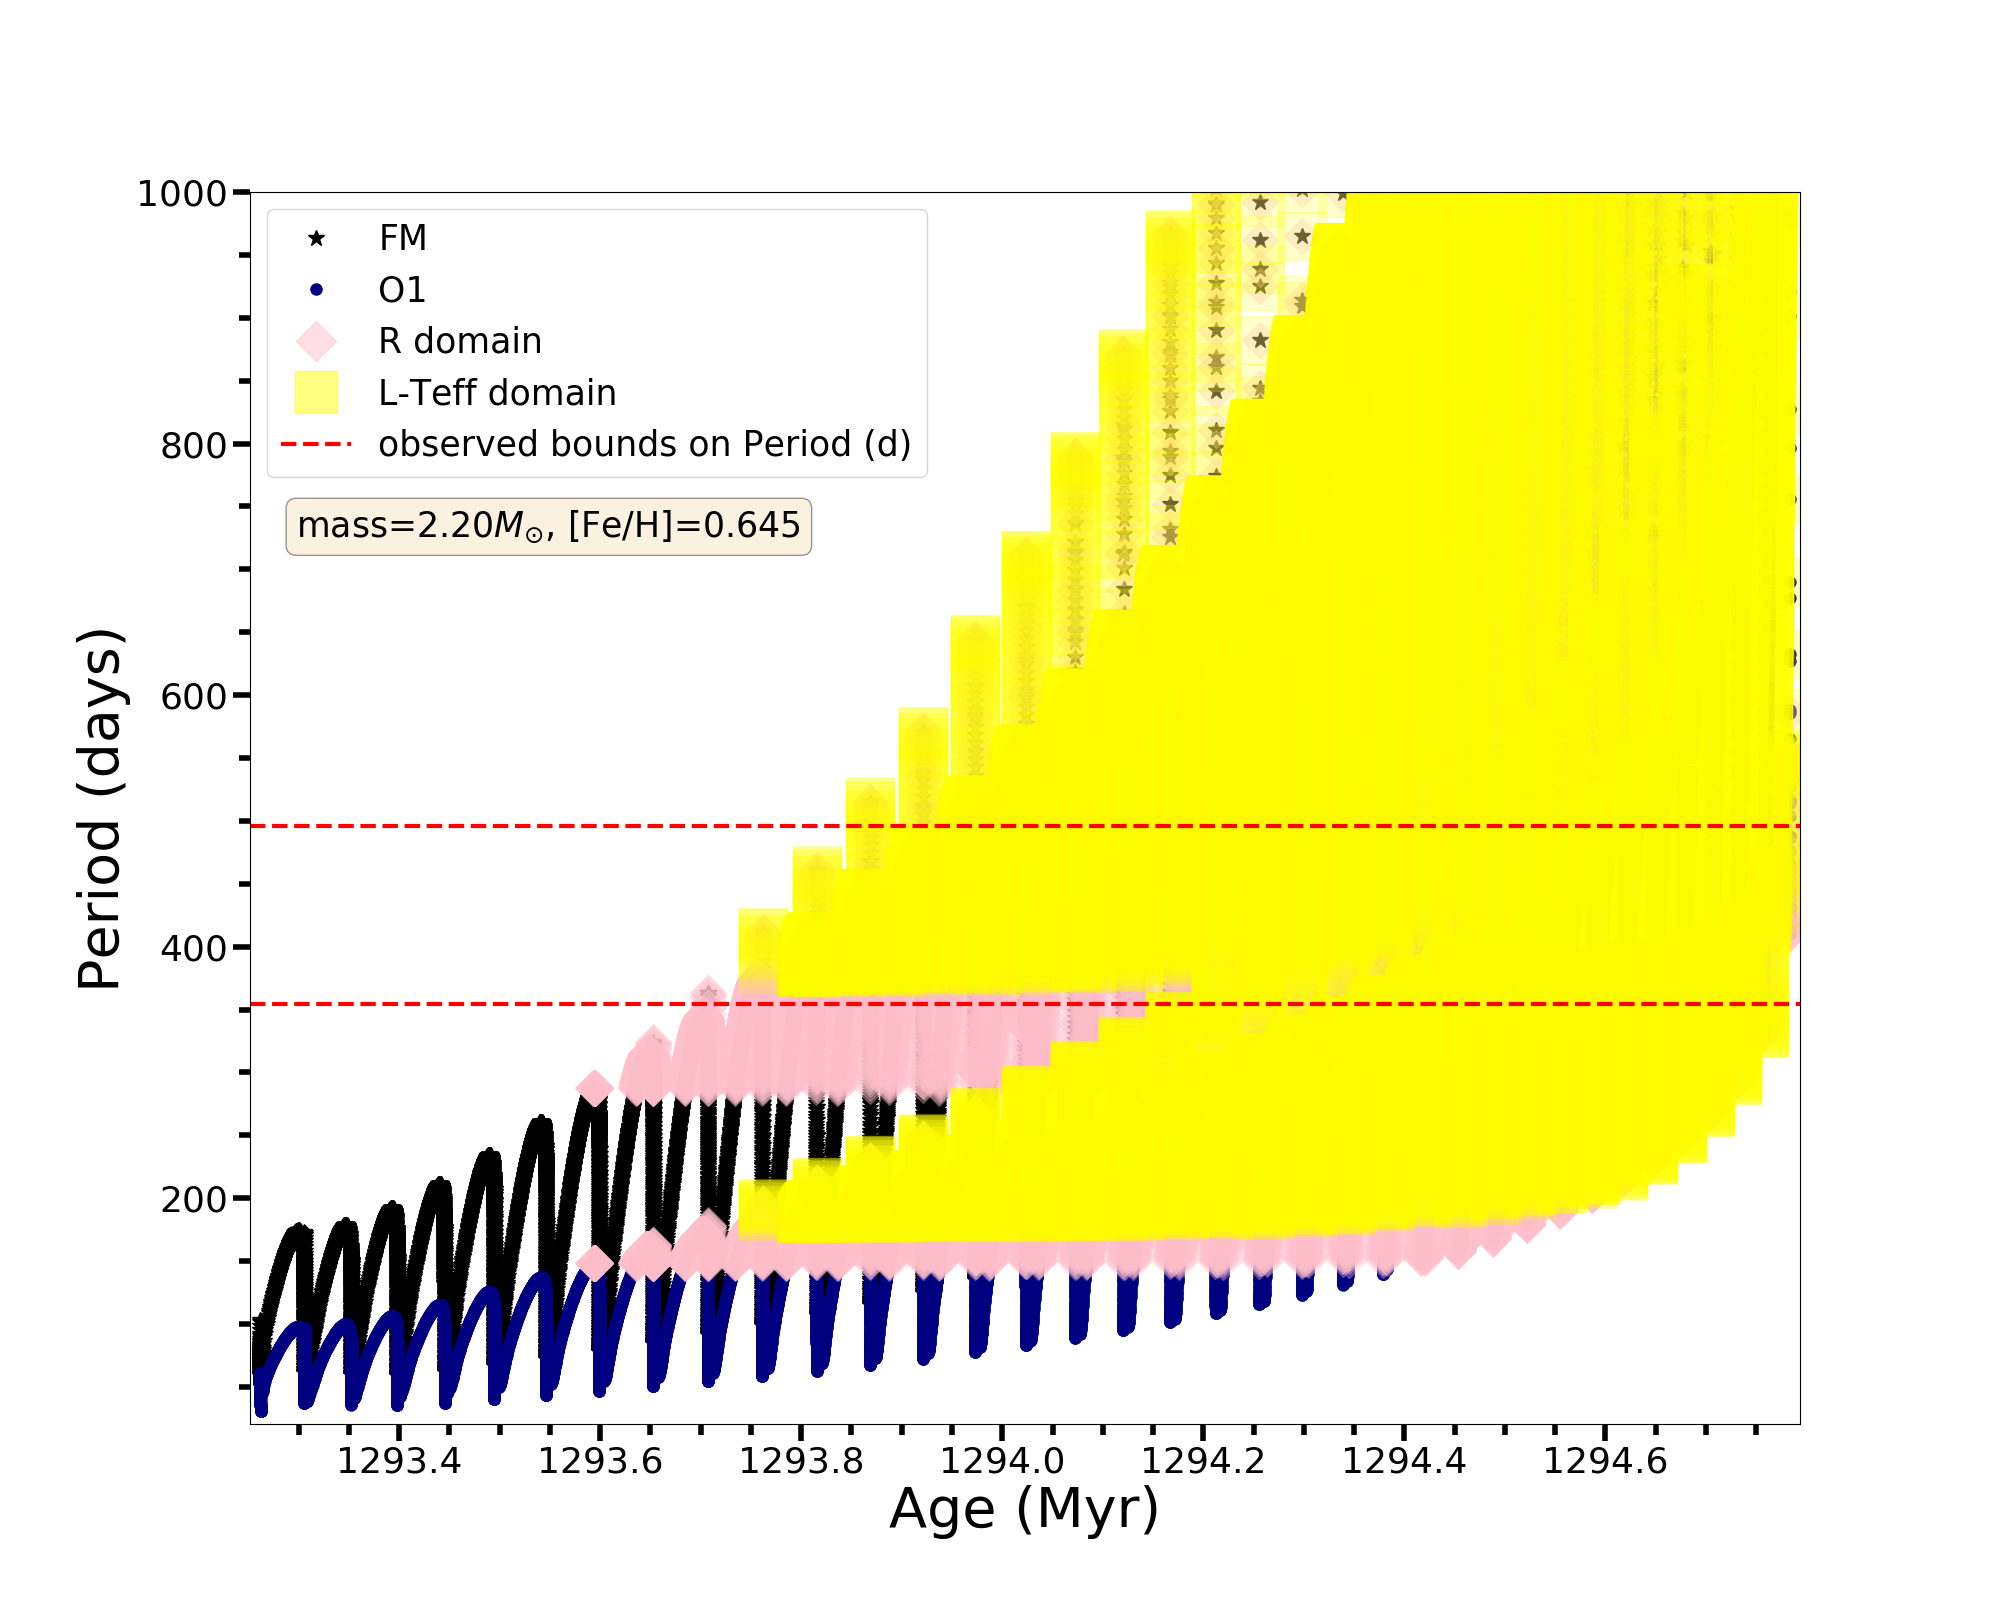 1000
800
600
400
200
Period (days)
FM
O1
R domain
L-Teff domain
observed bounds on Period (d)
mass=2.20M⊙, [Fe/H]=0.645
1293.4 1293.6 1293.8 1294.0 1294.2 1294.4 1294.6
Age (Myr)